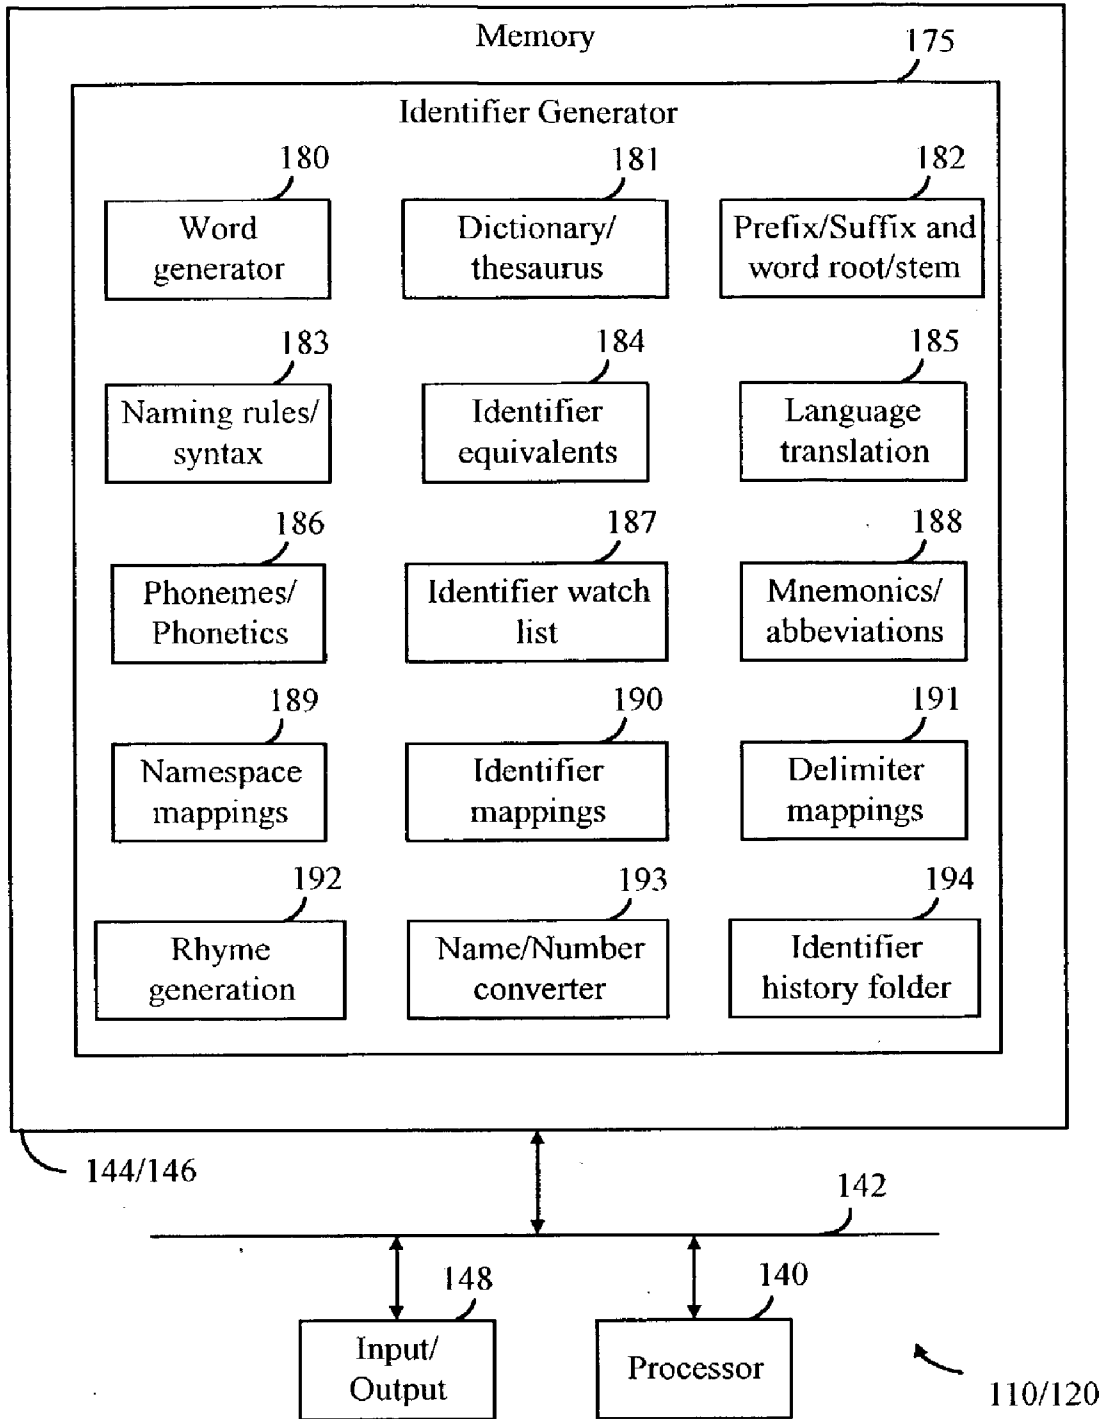 Memory
175
Identifier Generator
180
181
182
Word
generator
Dictionary/
thesaurus
Prefix/Suffix and
word root/stem
183
184
185
Naming rules/
syntax
Identifier
equivalents
Language
translation
186
187
188
Phonemes/
Phonetics
Identifier watch
list
Mnemonics/
abbeviations
189
190
191
Namespace
mappings
Identifier
mappings
Delimiter
mappings
192
193
194
Rhyme
generation
Name/Number
converter
Identifier
history folder
144/146
142
148
140
Input/
Output
Processor
110/120